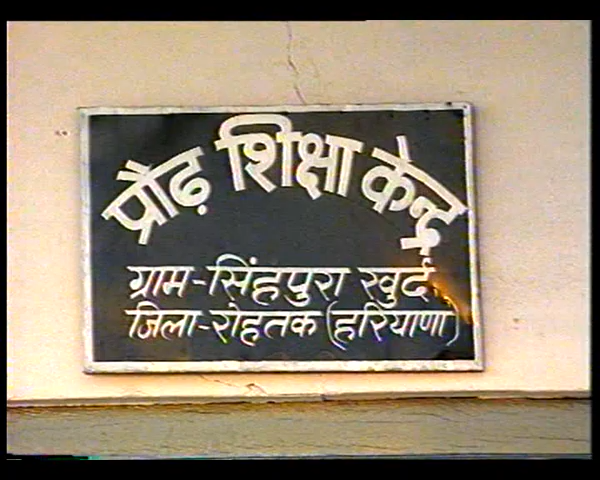 प्रौढ़ शिक्षा केन्द्र
ग्राम-सिंहपुरा खुर्द
जिला-रोहतक (हरियाणा)